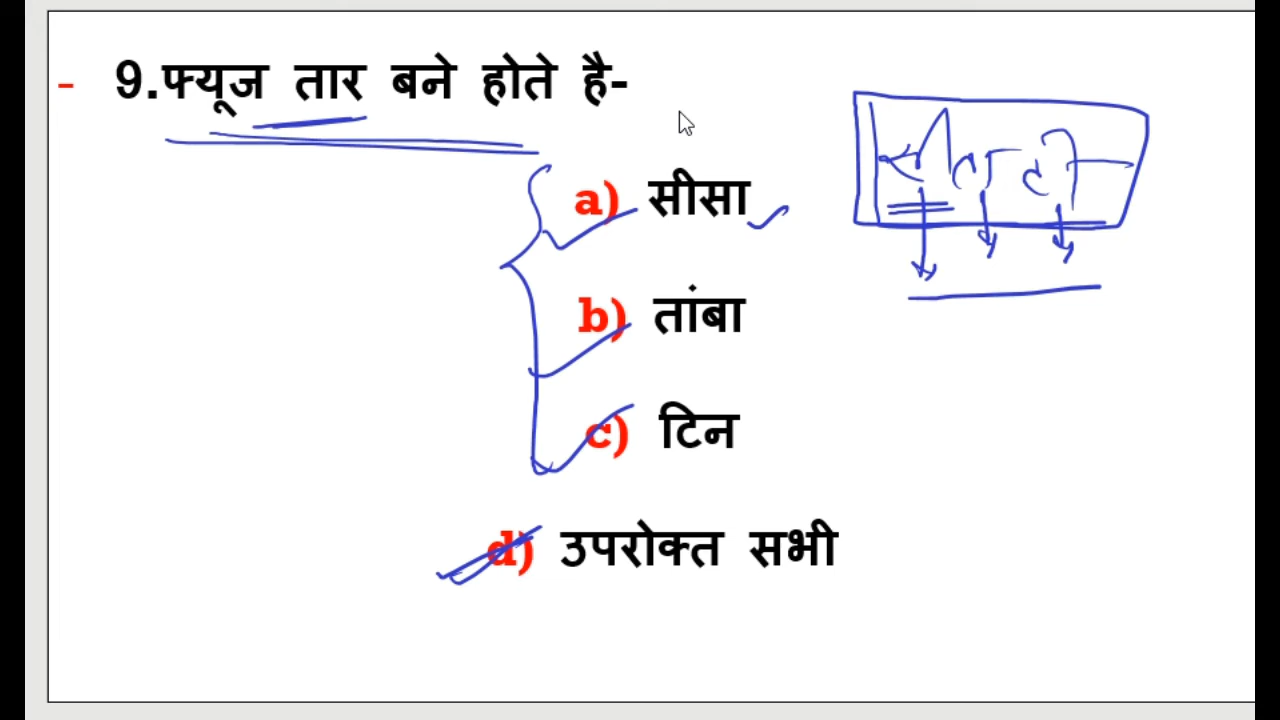 - 9.फ्यूज तार बने होते है-
a) सीसा
b) तांबा
c) टिन
d) उपरोक्त सभी